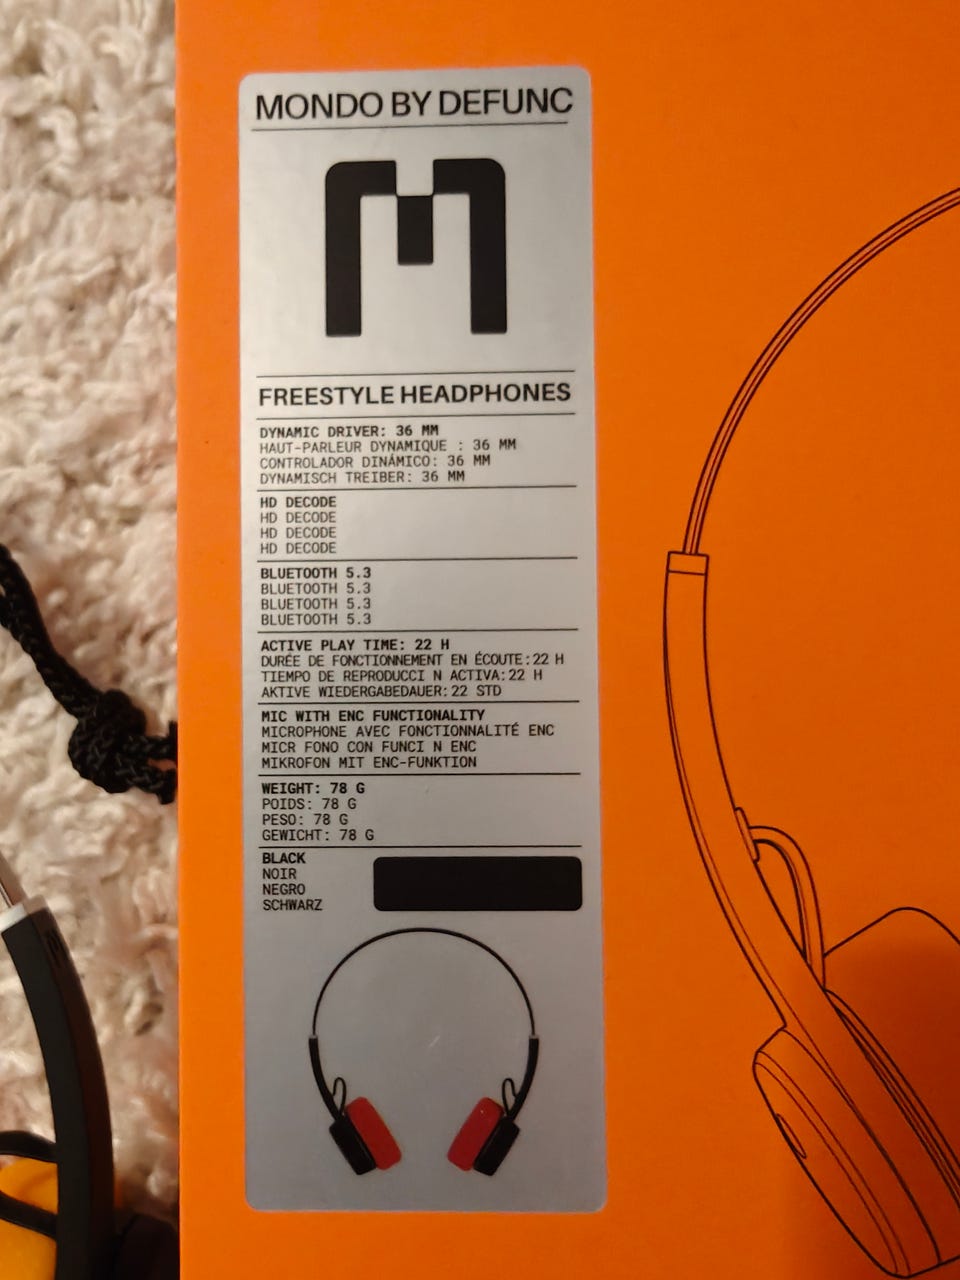 MONDO BY DEFUNC
M
FREESTYLE HEADPHONES
DYNAMIC DRIVER: 36 MM
HAUT-PARLEUR DYNAMIQUE : 36 MM
CONTROLADOR DINÁMICO: 36 MM
DYNAMISCH TREIBER: 36 MM
HD DECODE
HD DECODE
HD DECODE
HD DECODE
BLUETOOTH 5.3
BLUETOOTH 5.3
BLUETOOTH 5.3
BLUETOOTH 5.3
ACTIVE PLAY TIME: 22 H
DURÉE DE FONCTIONNEMENT EN ÉCOUTE:22 H
TIEMPO DE REPRODUCCI N ACTIVA:22 H
AKTIVE WIEDERGABEDAUER:22 STD
MIC WITH ENC FUNCTIONALITY
MICROPHONE AVEC FONCTIONNALITÉ ENC
MICR FONO CON FUNCI N ENC
MIKROFON MIT ENC-FUNKTION
WEIGHT: 78 G
POIDS: 78 G
PESO: 78 G
GEWICHT: 78 G
BLACK
NOIR
NEGRO
SCHWARZ